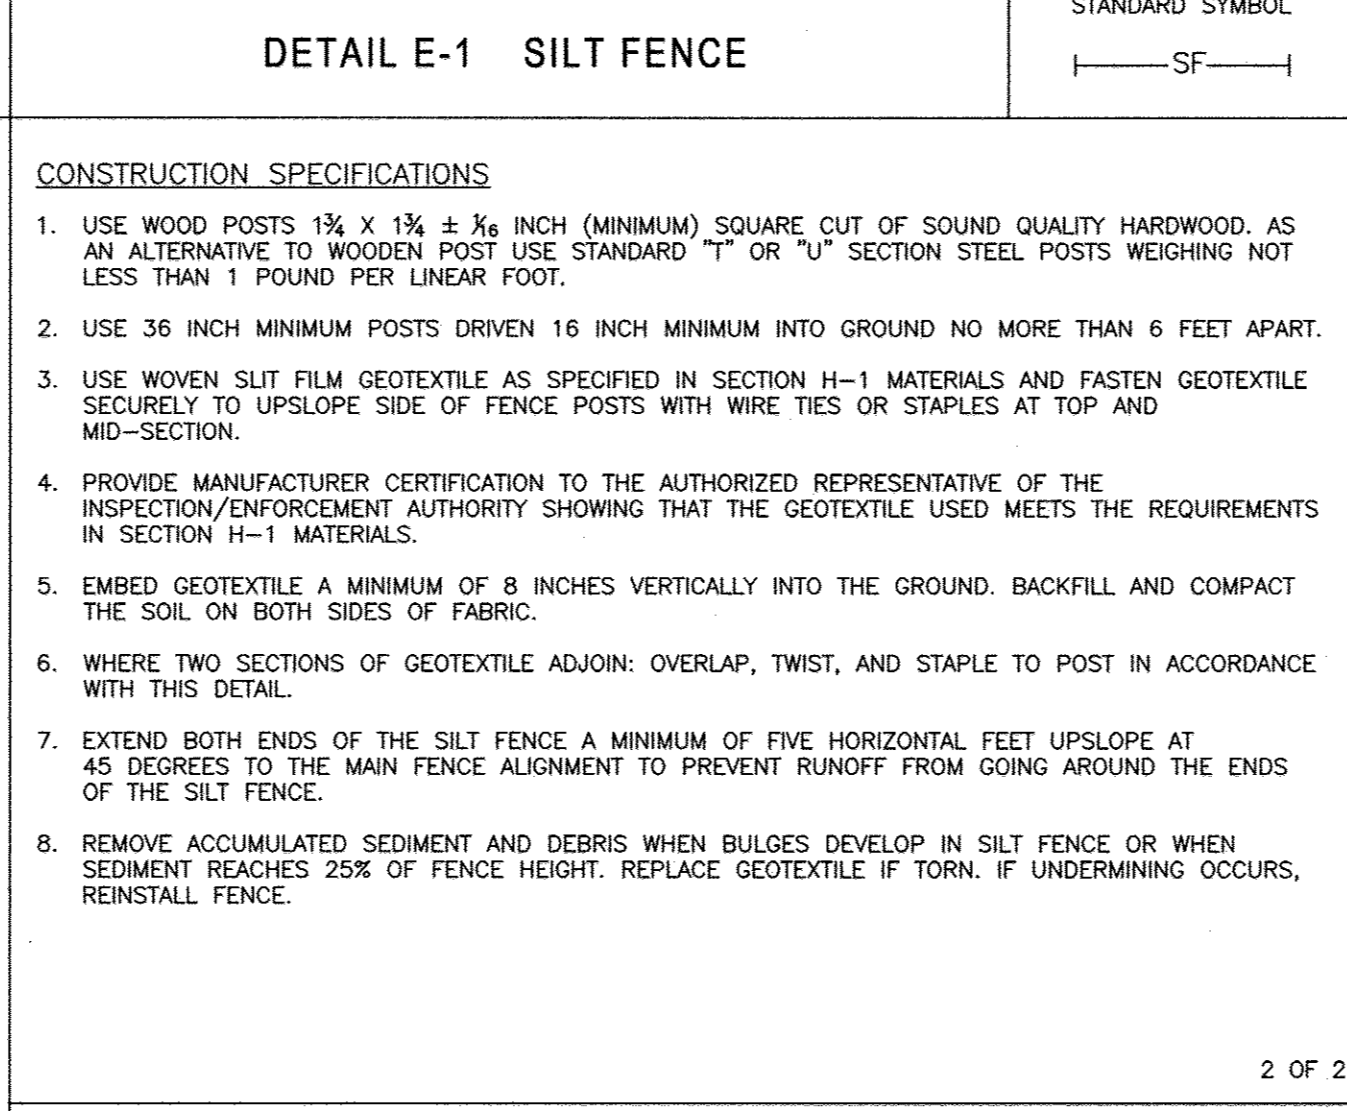 STANDARD SYMBOL
DETAIL E-1 SILT FENCE
SF
CONSTRUCTION SPECIFICATIONS
1. USE WOOD POSTS 1¾ X 1¾ ± 1/16 INCH (MINIMUM) SQUARE CUT OF SOUND QUALITY HARDWOOD. AS
AN ALTERNATIVE TO WOODEN POST USE STANDARD "T" OR "U" SECTION STEEL POSTS WEIGHING NOT
LESS THAN 1 POUND PER LINEAR FOOT.
2. USE 36 INCH MINIMUM POSTS DRIVEN 16 INCH MINIMUM INTO GROUND NO MORE THAN 6 FEET APART.
3. USE WOVEN SLIT FILM GEOTEXTILE AS SPECIFIED IN SECTION H-1 MATERIALS AND FASTEN GEOTEXTILE
SECURELY TO UPSLOPE SIDE OF FENCE POSTS WITH WIRE TIES OR STAPLES AT TOP AND
MID-SECTION.
4. PROVIDE MANUFACTURER CERTIFICATION TO THE AUTHORIZED REPRESENTATIVE OF THE
INSPECTION/ENFORCEMENT AUTHORITY SHOWING THAT THE GEOTEXTILE USED MEETS THE REQUIREMENTS
IN SECTION H-1 MATERIALS.
5. EMBED GEOTEXTILE A MINIMUM OF 8 INCHES VERTICALLY INTO THE GROUND. BACKFILL AND COMPACT
THE SOIL ON BOTH SIDES OF FABRIC.
6. WHERE TWO SECTIONS OF GEOTEXTILE ADJOIN: OVERLAP, TWIST, AND STAPLE TO POST IN ACCORDANCE
WITH THIS DETAIL.
7. EXTEND BOTH ENDS OF THE SILT FENCE A MINIMUM OF FIVE HORIZONTAL FEET UPSLOPE AT
45 DEGREES TO THE MAIN FENCE ALIGNMENT TO PREVENT RUNOFF FROM GOING AROUND THE ENDS
OF THE SILT FENCE.
8. REMOVE ACCUMULATED SEDIMENT AND DEBRIS WHEN BULGES DEVELOP IN SILT FENCE OR WHEN
SEDIMENT REACHES 25% OF FENCE HEIGHT. REPLACE GEOTEXTILE IF TORN. IF UNDERMINING OCCURS,
REINSTALL FENCE.
2 OF 2